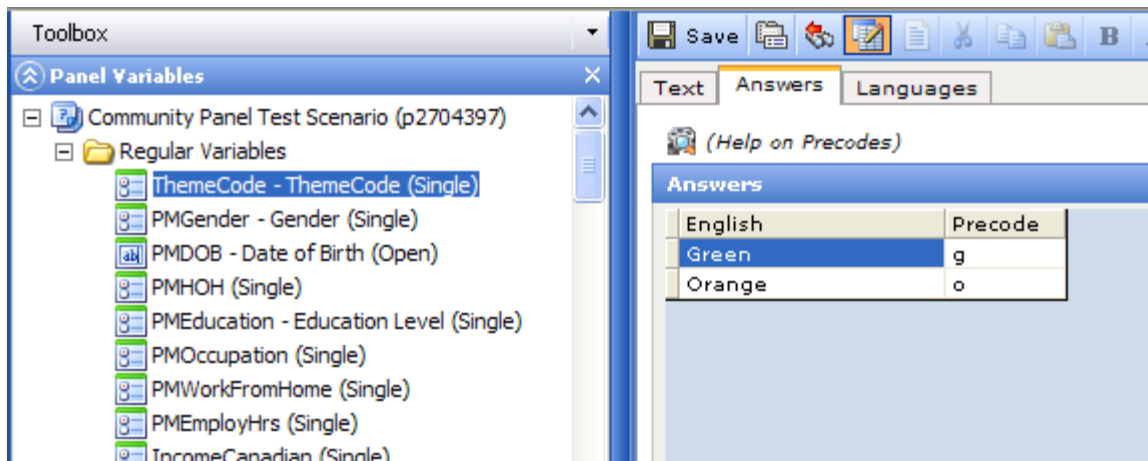 Toolbox
Panel Variables
Community Panel Test Scenario (p2704397)
Regular Variables
ThemeCode - ThemeCode (Single)
PMGender - Gender (Single)
PMDOB - Date of Birth (Open)
PMHOH (Single)
PMEducation - Education Level (Single)
PMOccupation (Single)
PMWorkFromHome (Single)
PMEmployHrs (Single)
IncomeCanadian (Single)
Save B
Text Answers Languages
(Help on Precodes)
Answers
English Precode
Green g
Orange o